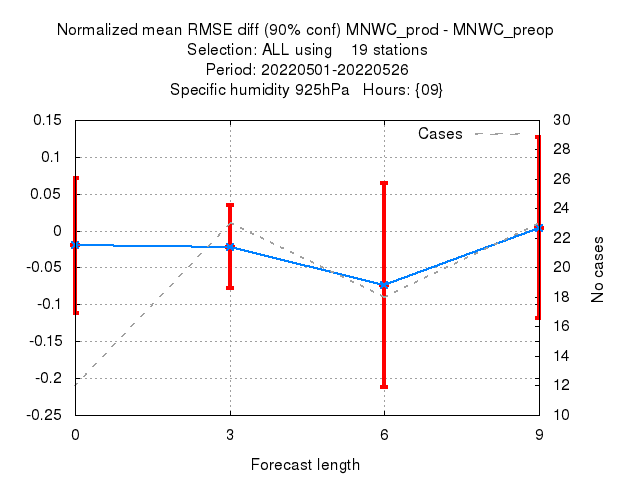 Normalized mean RMSE diff (90% conf) MNWC_prod - MNWC_preop
Selection: ALL using    19 stations
Period: 20220501-20220526
Specific humidity 925hPa   Hours: {09}
Cases
0.15
0.1
0.05
0
-0.05
-0.1
-0.15
-0.2
-0.25
30
28
26
24
22
20
18
16
14
12
10
No cases
0 3 6 9
Forecast length